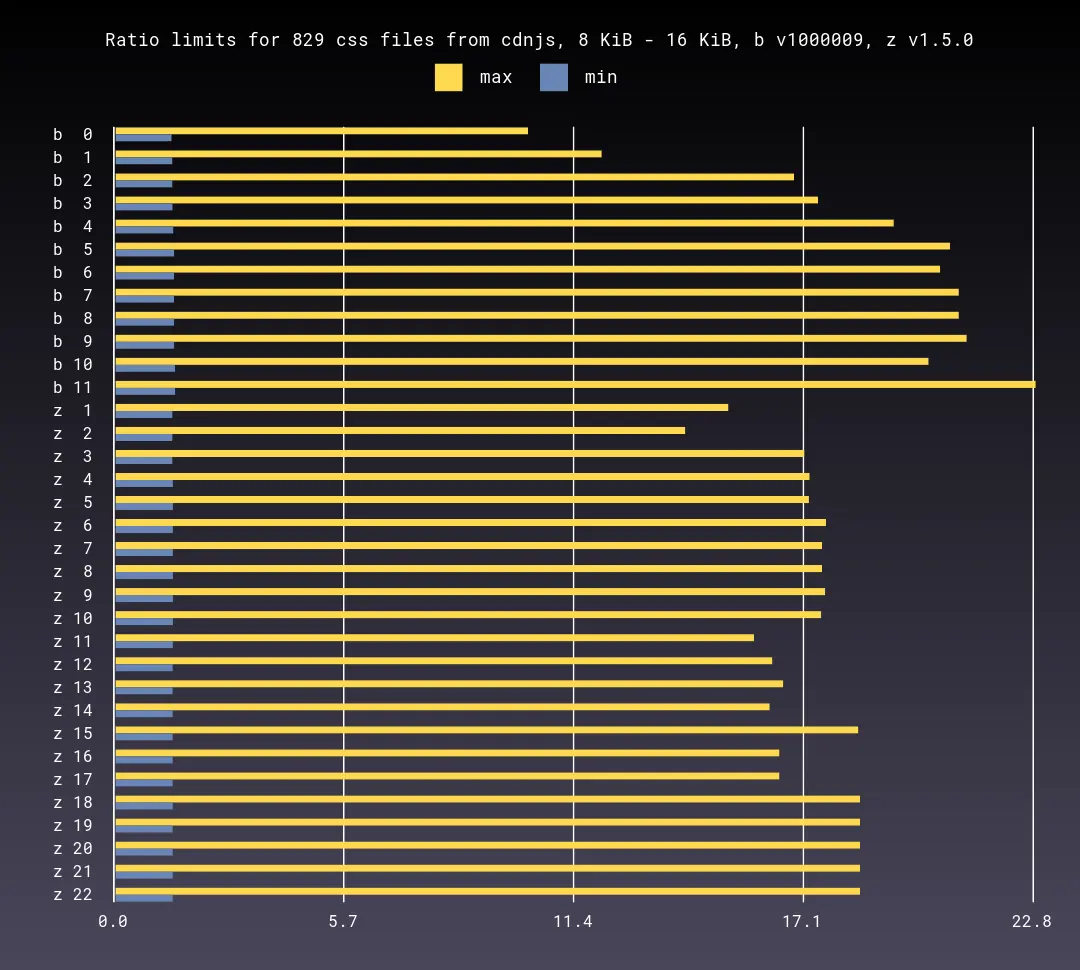 Ratio limits for 829 css files from cdnjs, 8 KiB - 16 KiB, b v1000009, z v1.5.0
max min
b 0
b 1
b 2
b 3
b 4
b 5
b 6
b 7
b 8
b 9
b 10
b 11
z 1
z 2
z 3
z 4
z 5
z 6
z 7
z 8
z 9
z 10
z 11
z 12
z 13
z 14
z 15
z 16
z 17
z 18
z 19
z 20
z 21
z 22
0.0 5.7 11.4 17.1 22.8